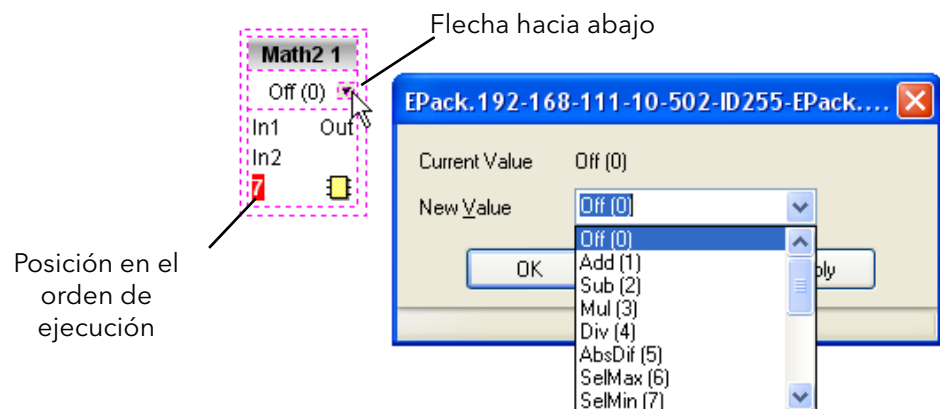 Flecha hacia abajo
Math2 1
Off (0)
In1 Out
In2
7
Posición en el
orden de
ejecución
EPack.192-168-111-10-502-ID255-EPack....
Current Value Off (0)
New Value Off (0)
Off (0)
Add (1)
Sub (2)
Mul (3)
Div (4)
AbsDif (5)
SelMax (6)
SelMin (7)
OK